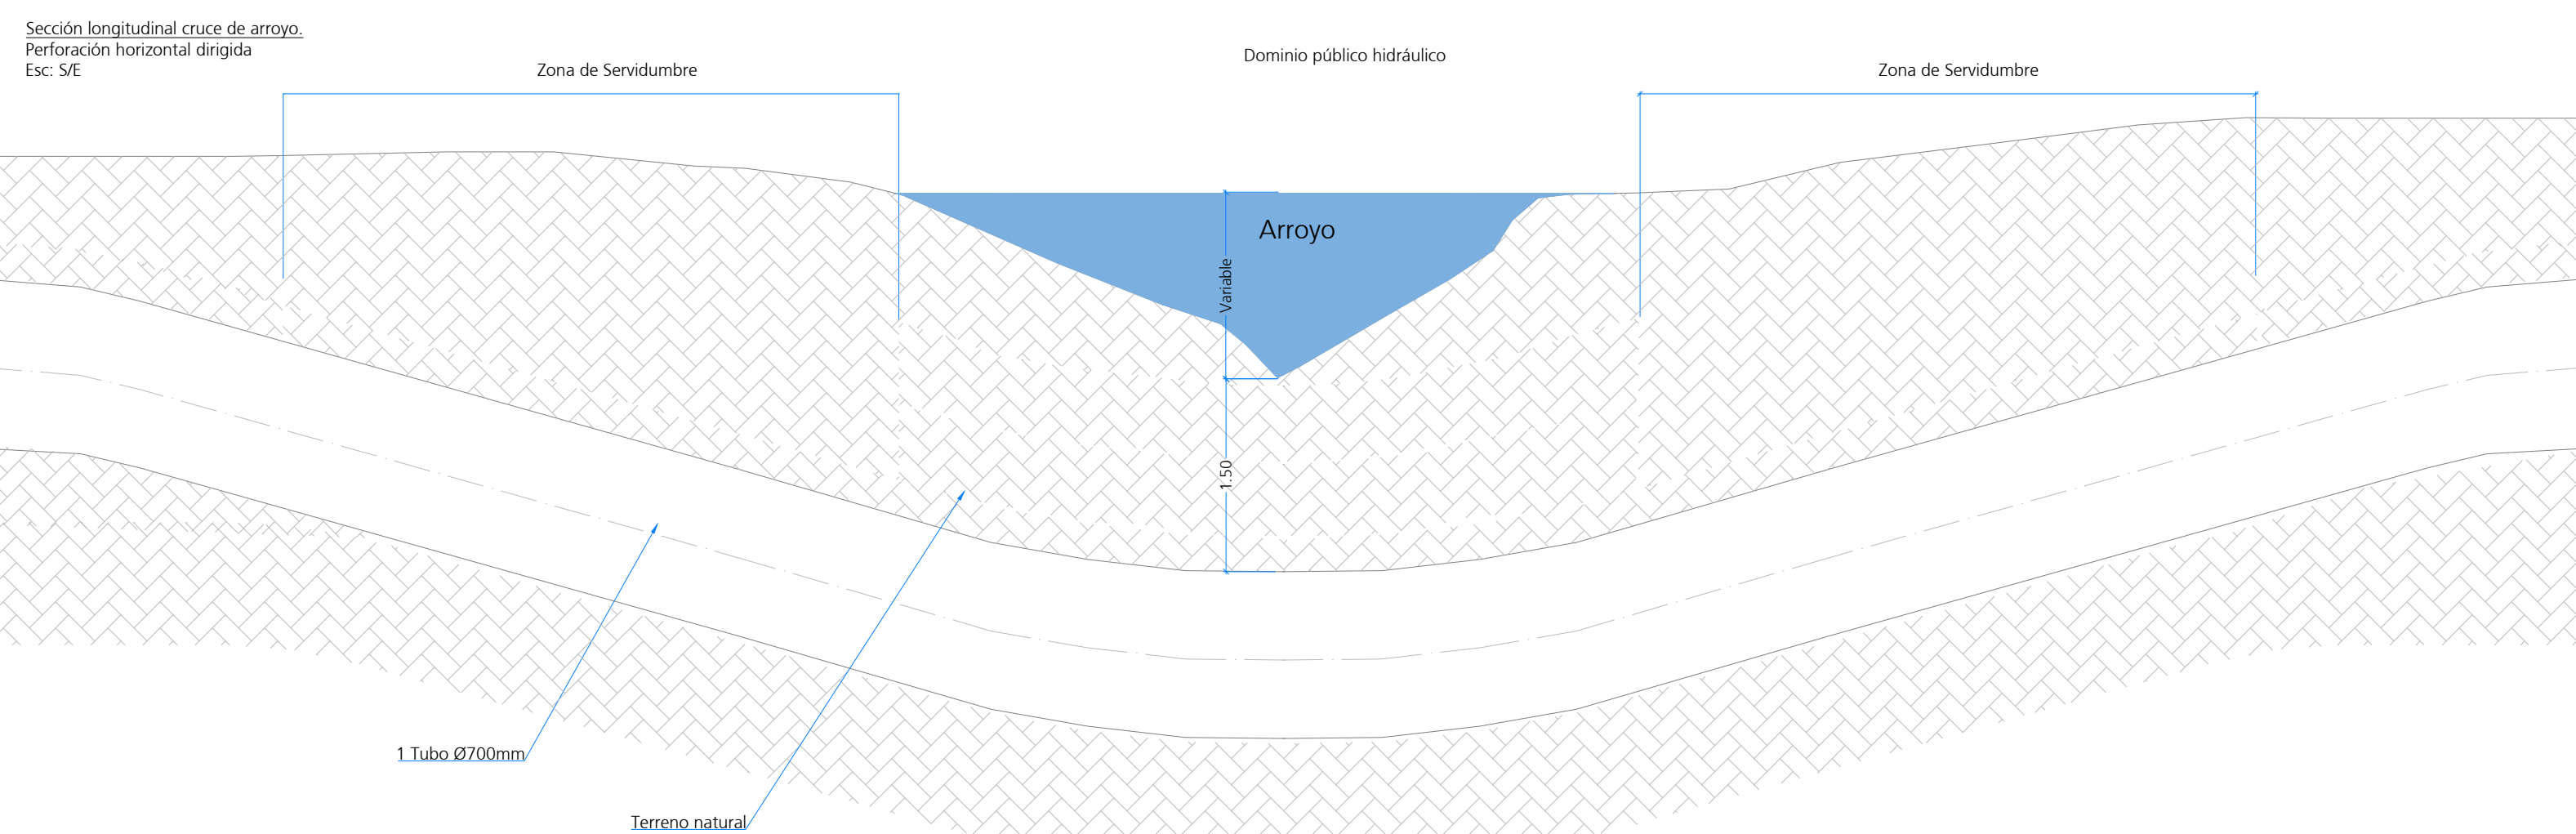 Sección longitudinal cruce de arroyo.
Perforación horizontal dirigida
Esc: S/E
Zona de Servidumbre
Dominio público hidráulico
Zona de Servidumbre
Arroyo
Variable
1.50
1 Tubo Ø700mm
Terreno natural